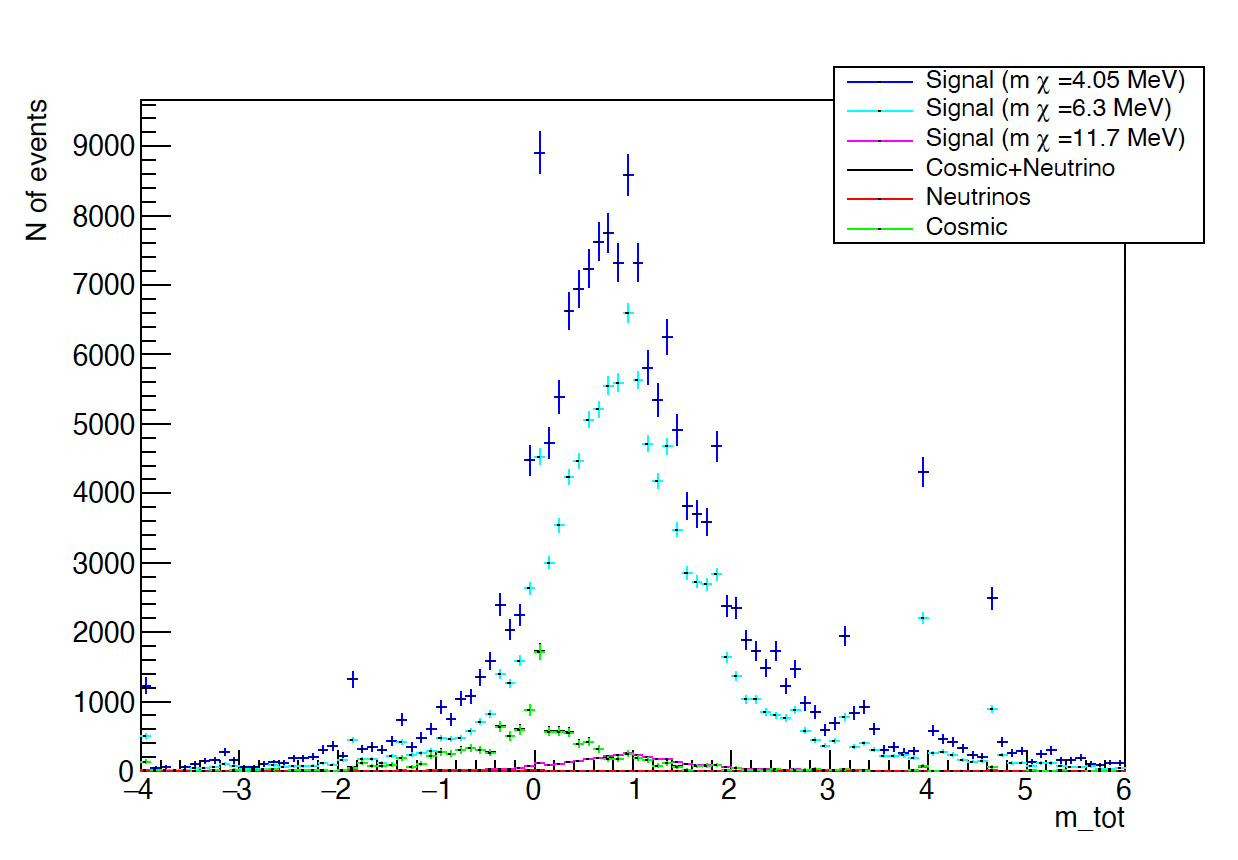 Signal (m χ =4.05 MeV)
Signal (m χ =6.3 MeV)
Signal (m χ =11.7 MeV)
Cosmic+Neutrino
Neutrinos
Cosmic
N of events
9000
8000
7000
6000
5000
4000
3000
2000
1000
0
−4 −3 −2 −1 0 1 2 3 4 5 6
m_tot